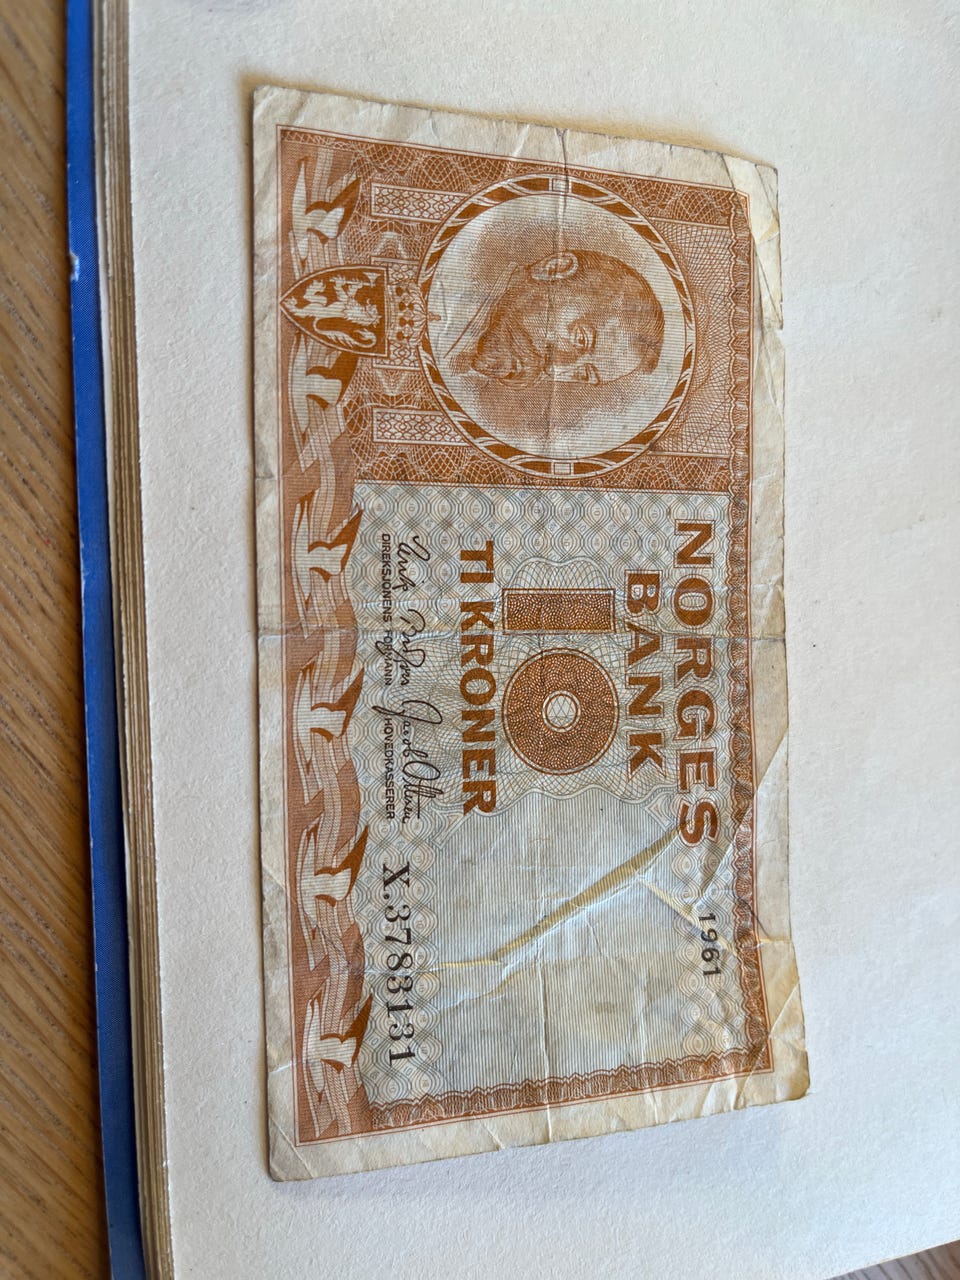 NORGES
BANK
1961
10
TI KRONER
DIREKSJONENS FORMANN
HOVEDKASSERER
X.3783131